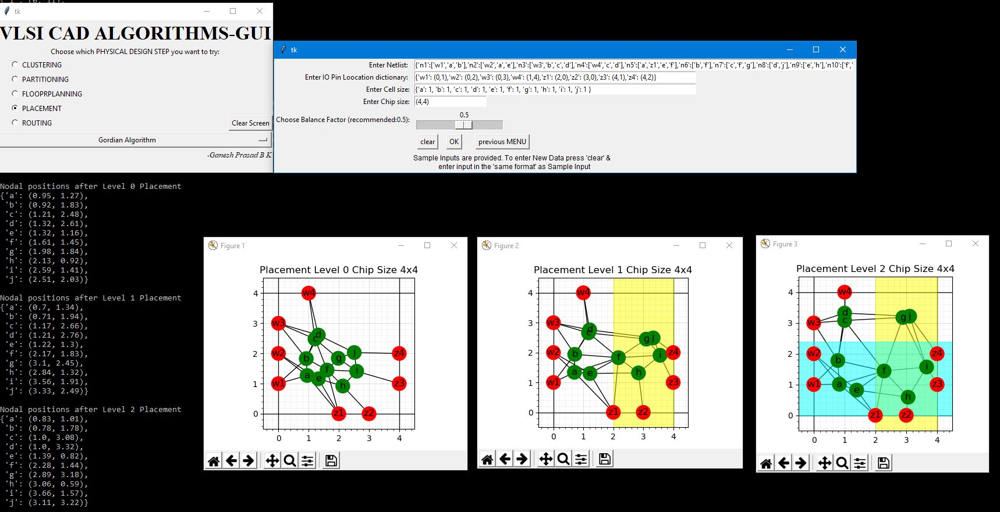 tk
VLSI CAD ALGORITHMS-GUI
Choose which PHYSICAL DESIGN STEP you want to try:
CLUSTERING
PARTITIONING
FLOOPRPLANNING
PLACEMENT
ROUTING
Clear Screen
Gordian Algorithm
-Ganesh Prasad B K
tk
Enter Netlist: {'n1':['w1','a','b'],'n2':['w2','a','e'],'n3':['w3','b','c','d'],'n4':['w4','c','d'],'n5':['a','z1','e','f'],'n6':['b','f'],'n7':['c','f','g'],'n8':['d','j'],'n9':['e','h'],'n10':['f','
Enter IO Pin Loocation dictionary: {'w1': (0,1),'w2': (0,2),'w3': (0,3),'w4': (1,4),'z1': (2,0),'z2': (3,0),'z3': (4,1),'z4': (4,2)}
Enter Cell size: {'a': 1, 'b': 1, 'c': 1, 'd': 1, 'e': 1, 'f': 1, 'g': 1, 'h': 1, 'i': 1, 'j': 1 }
Enter Chip size: (4,4)
0.5
Choose Balance Factor (recommended:0.5):
clear OK previous MENU
Sample Inputs are provided. To enter New Data press 'clear' &
enter input in the 'same format' as Sample Input
Nodal positions after Level 0 Placement
{'a': (0.95, 1.27),
'b': (0.92, 1.83),
'c': (1.21, 2.48),
'd': (1.32, 2.61),
'e': (1.32, 1.16),
'f': (1.61, 1.45),
'g': (1.98, 1.84),
'h': (2.13, 0.92),
'i': (2.59, 1.41),
'j': (2.51, 2.03)}
Nodal positions after Level 1 Placement
{'a': (0.7, 1.34),
'b': (0.71, 1.94),
'c': (1.17, 2.66),
'd': (1.21, 2.76),
'e': (1.22, 1.3),
'f': (2.17, 1.83),
'g': (3.1, 2.45),
'h': (2.84, 1.32),
'i': (3.56, 1.91),
'j': (3.33, 2.49)}
Nodal positions after Level 2 Placement
{'a': (0.83, 1.01),
'b': (0.78, 1.78),
'c': (1.0, 3.08),
'd': (1.0, 3.32),
'e': (1.39, 0.82),
'f': (2.28, 1.44),
'g': (2.89, 3.18),
'h': (3.06, 0.59),
'i': (3.66, 1.57),
'j': (3.11, 3.22)}
Figure 1
Placement Level 0 Chip Size 4x4
4 w4
3 w3 d
c
2 w2 j z4
b g
f
1 w1 a e i z3
h
0 z1 z2
0 1 2 3 4
Figure 2
Placement Level 1 Chip Size 4x4
4 w4
3 w3 d
c g j
2 w2 b i z4
f
a e h
1 w1 z3
0 z1 z2
0 1 2 3 4
Figure 3
Placement Level 2 Chip Size 4x4
4 w4
d
3 w3 c g j
2 w2 z4
b f i
1 w1 a z3
e h
0 z1 z2
0 1 2 3 4